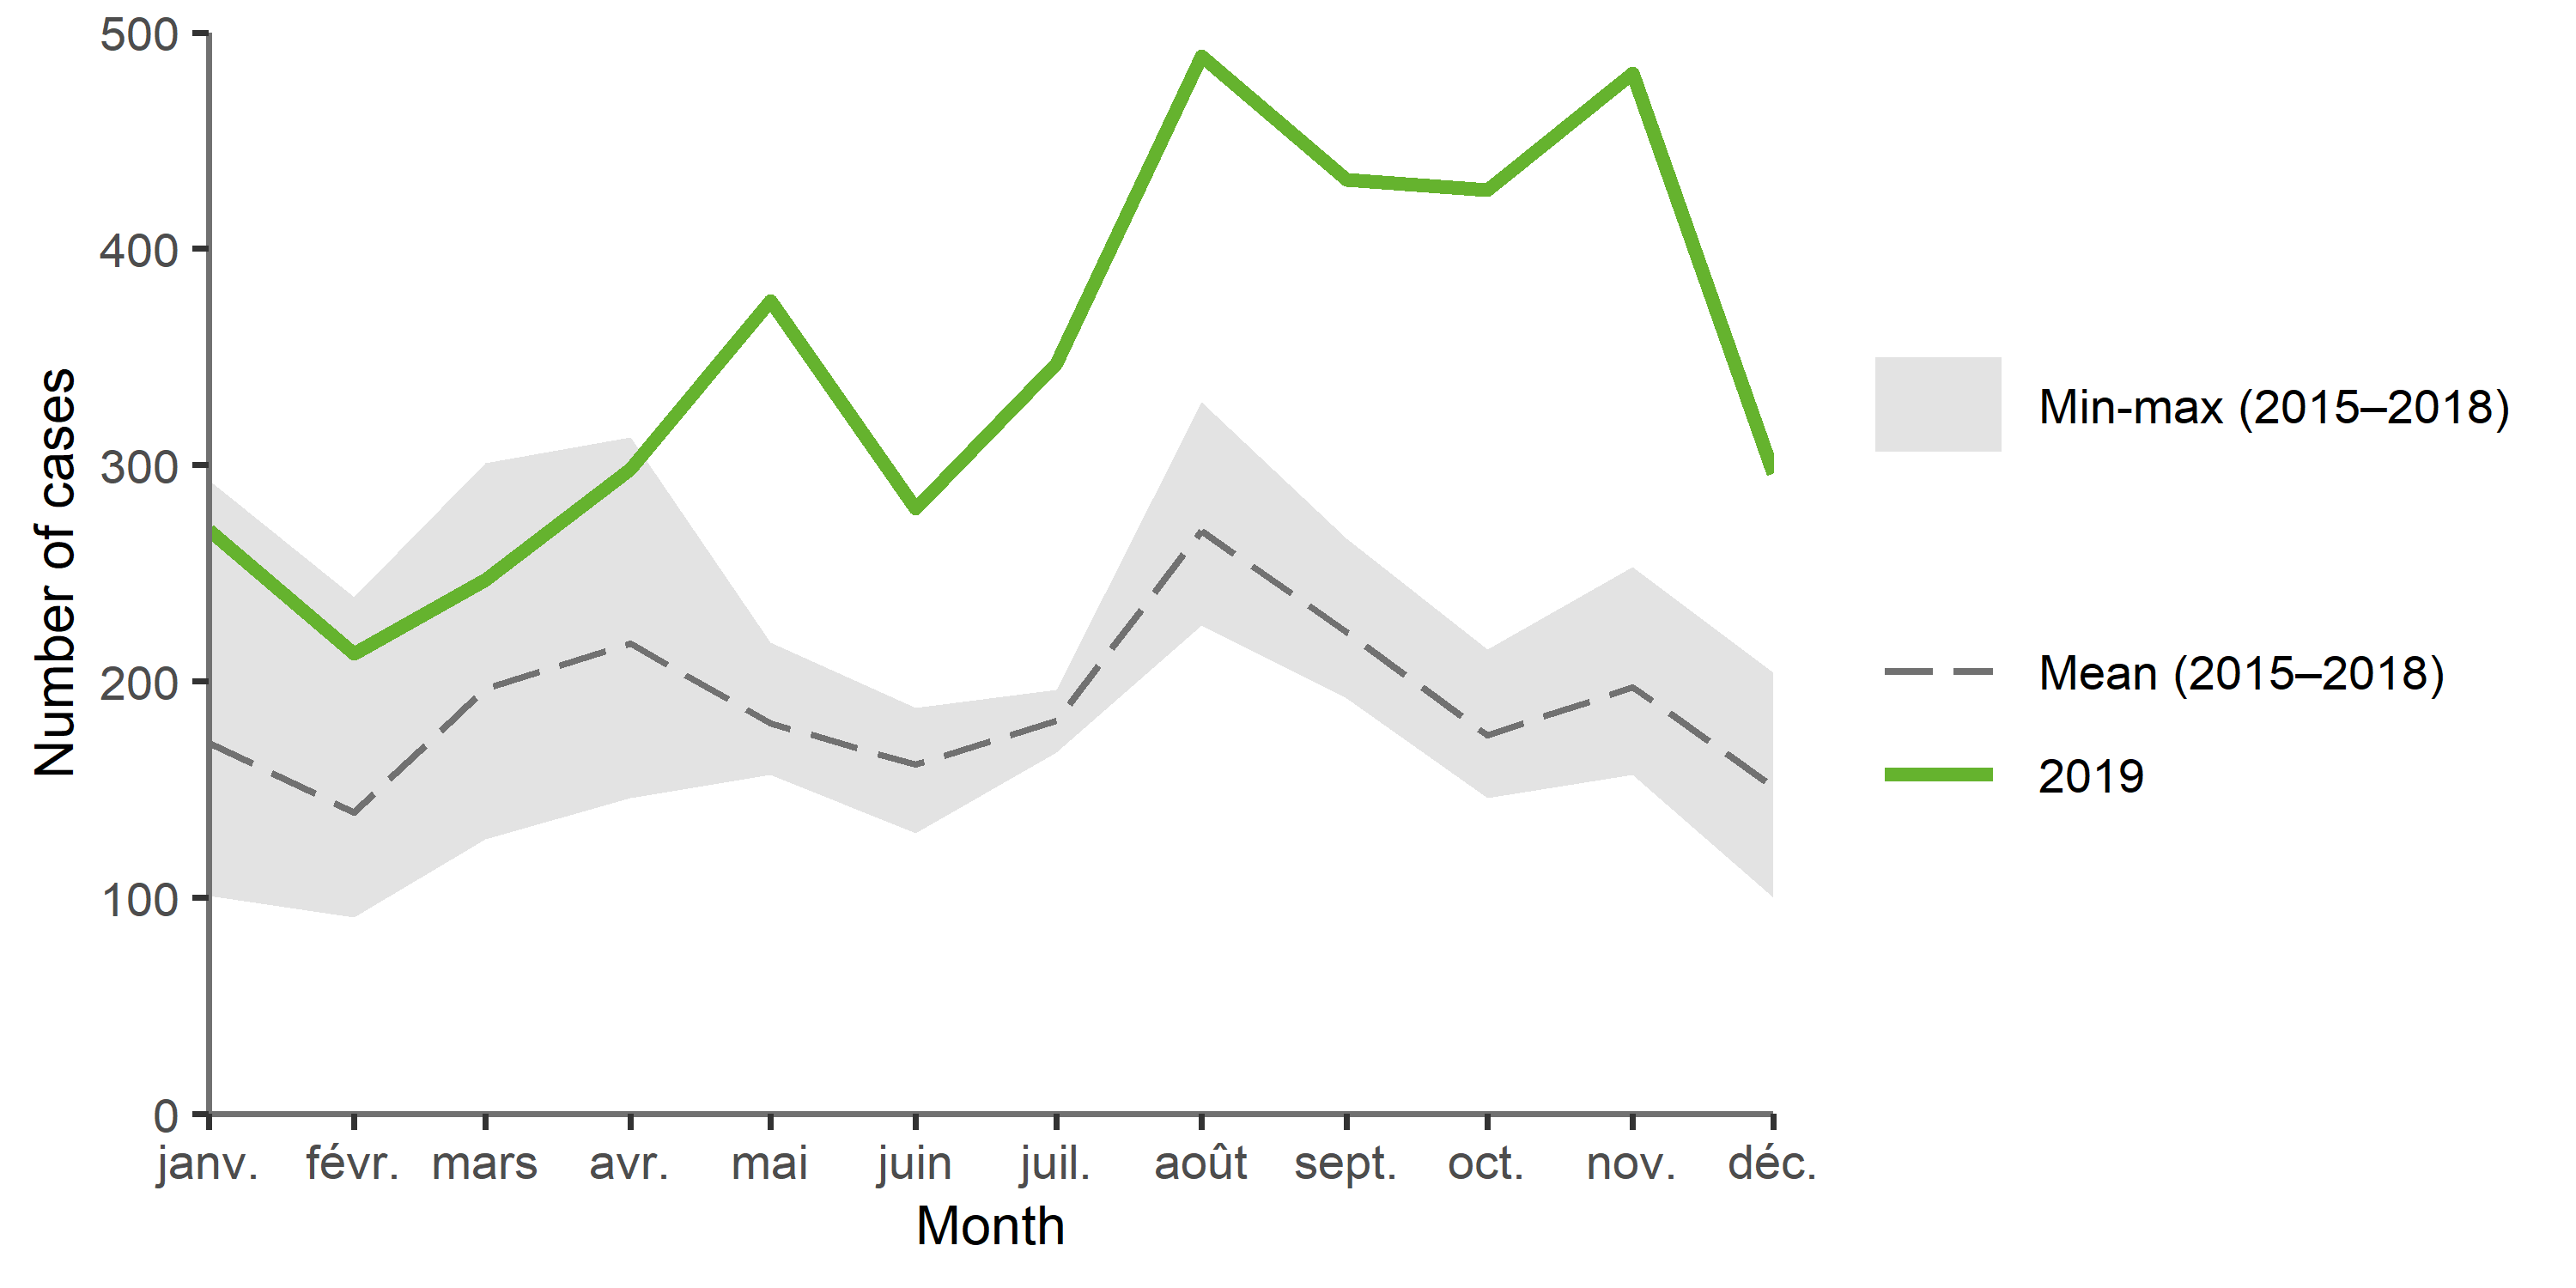 500
400
300
200
100
0
Number of cases
janv. févr. mars avr. mai juin juil. août sept. oct. nov. déc.
Month
Min-max (2015–2018)
Mean (2015–2018)
2019